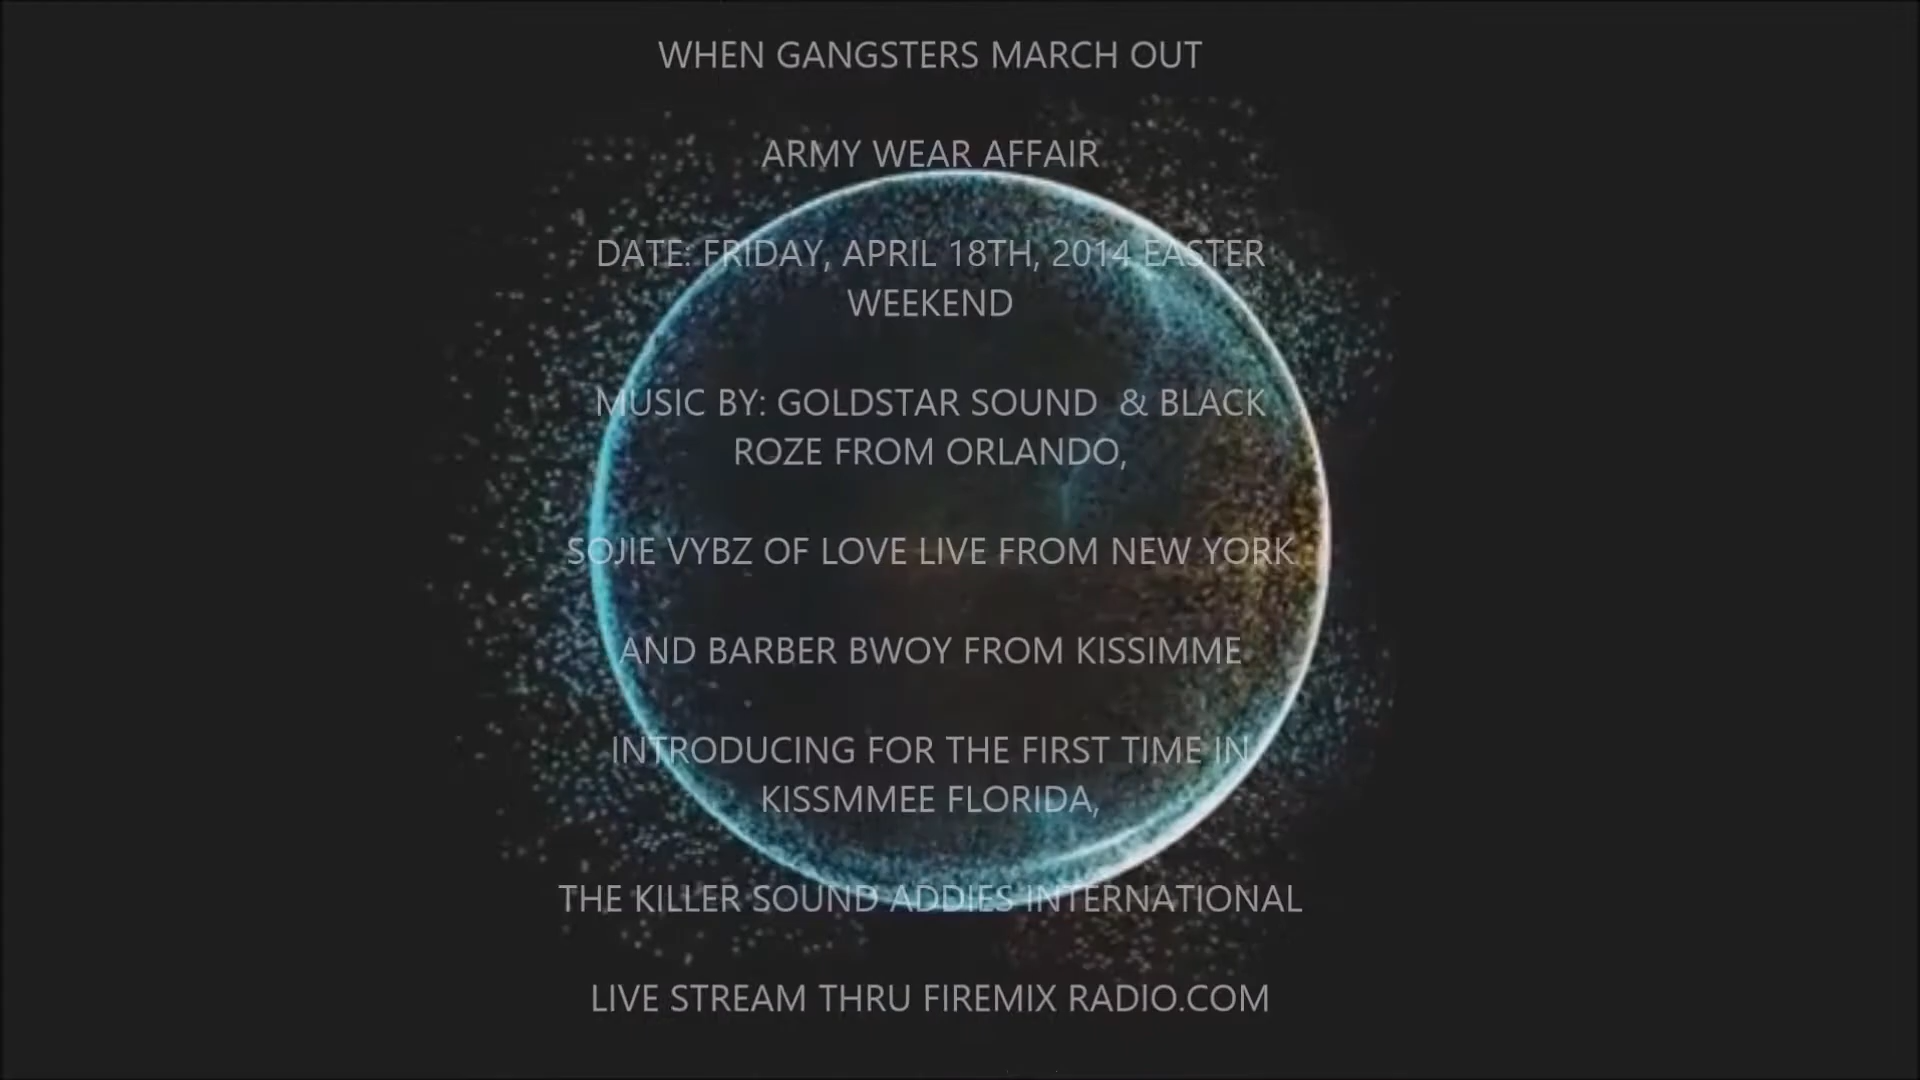 WHEN GANGSTERS MARCH OUT
ARMY WEAR AFFAIR
DATE: FRIDAY, APRIL 18TH, 2014 EASTER
WEEKEND
MUSIC BY: GOLDSTAR SOUND & BLACK
ROZE FROM ORLANDO,
SOJIE VYBZ OF LOVE LIVE FROM NEW YORK
AND BARBER BWOY FROM KISSIMME
INTRODUCING FOR THE FIRST TIME IN
KISSMMEE FLORIDA,
THE KILLER SOUND ADDIES INTERNATIONAL
LIVE STREAM THRU FIREMIX RADIO.COM